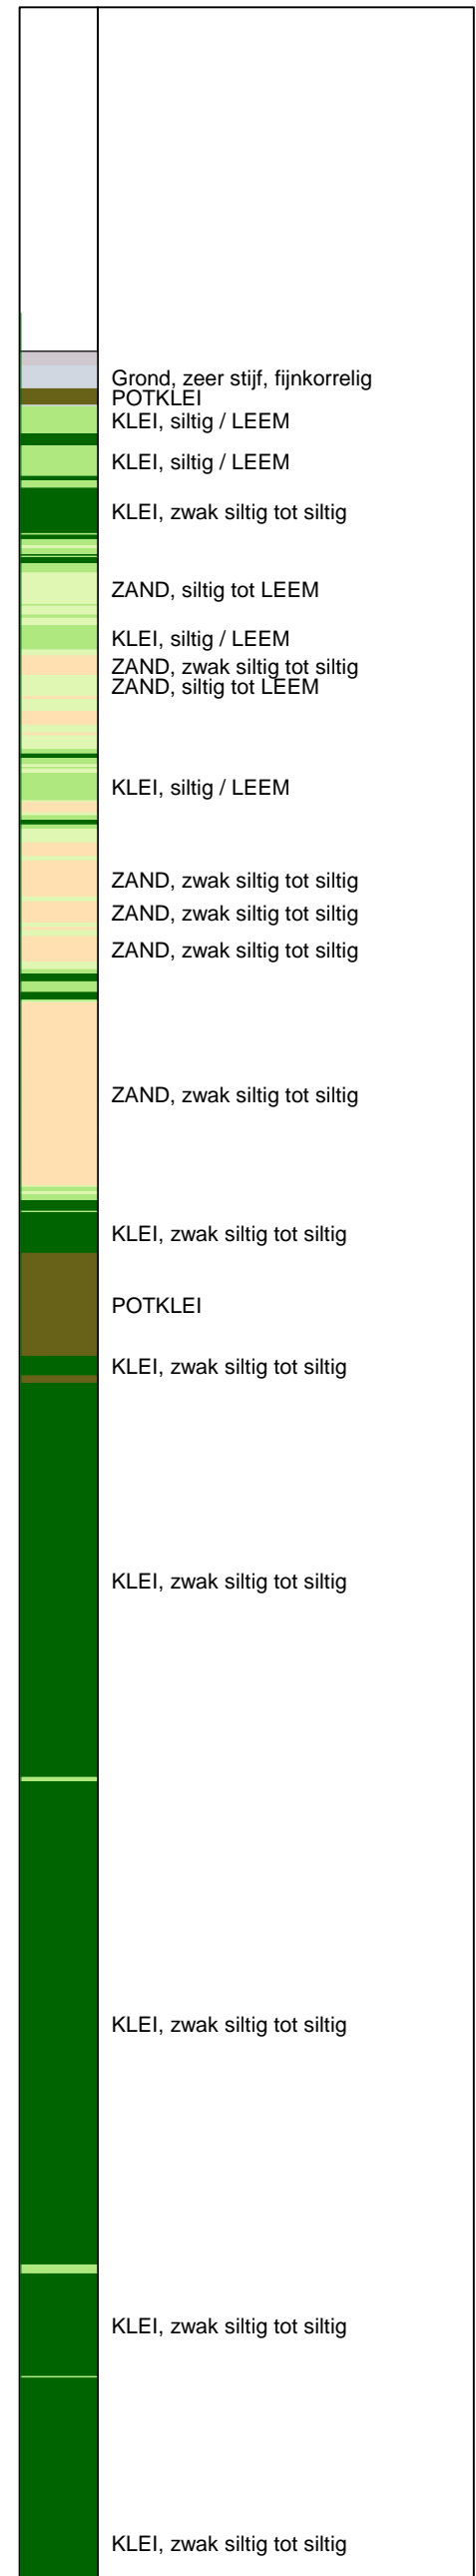 Grond, zeer stijf, fijnkorrelig
POTKLEI
KLEI, siltig / LEEM
KLEI, siltig / LEEM
KLEI, zwak siltig tot siltig
ZAND, siltig tot LEEM
KLEI, siltig / LEEM
ZAND, zwak siltig tot siltig
ZAND, siltig tot LEEM
KLEI, siltig / LEEM
ZAND, zwak siltig tot siltig
ZAND, zwak siltig tot siltig
ZAND, zwak siltig tot siltig
ZAND, zwak siltig tot siltig
KLEI, zwak siltig tot siltig
POTKLEI
KLEI, zwak siltig tot siltig
KLEI, zwak siltig tot siltig
KLEI, zwak siltig tot siltig
KLEI, zwak siltig tot siltig
KLEI, zwak siltig tot siltig